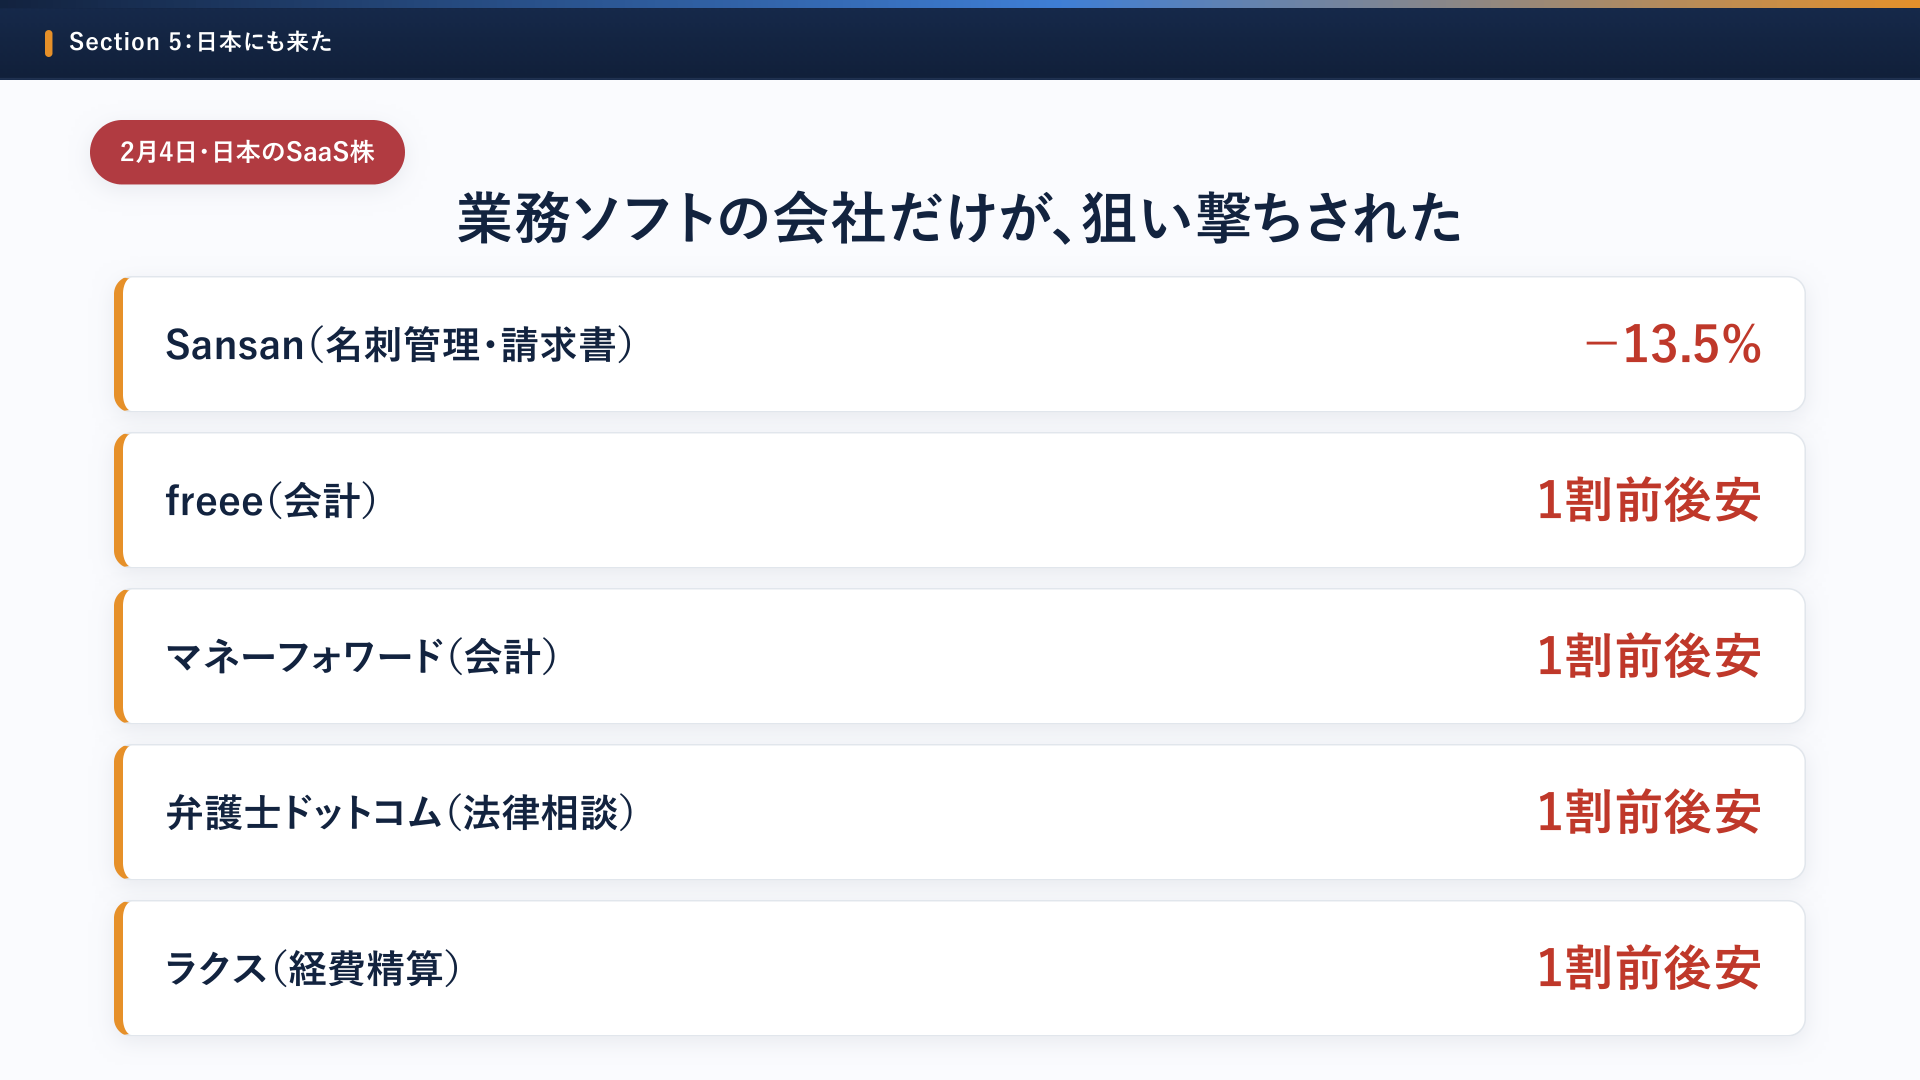 Section 5：日本にも来た
2月4日・日本のSaaS株
業務ソフトの会社だけが、狙い撃ちされた
Sansan（名刺管理・請求書）
−13.5%
freee（会計）
1割前後安
マネーフォワード（会計）
1割前後安
弁護士ドットコム（法律相談）
1割前後安
ラクス（経費精算）
1割前後安